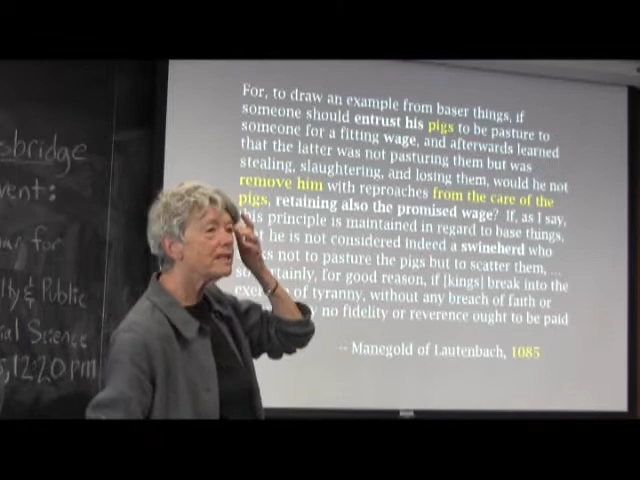 sbridge
vent:
for
lty & Public
ial Science
12:20 pm
For, to draw an example from baser things, if
someone should entrust his pigs to be pasture to
someone for a fitting wage, and afterwards learned
that the latter was not pasturing them but was
stealing, slaughtering, and losing them, would he not
remove him with reproaches from the care of the
pigs, retaining also the promised wage? If, as I say,
this principle is maintained in regard to base things,
he is not considered indeed a swineherd who
not to pasture the pigs but to scatter them, ...
so certainly, for good reason, if [kings] break into the
of tyranny, without any breach of faith or
no fidelity or reverence ought to be paid
-- Manegold of Lautenbach, 1085